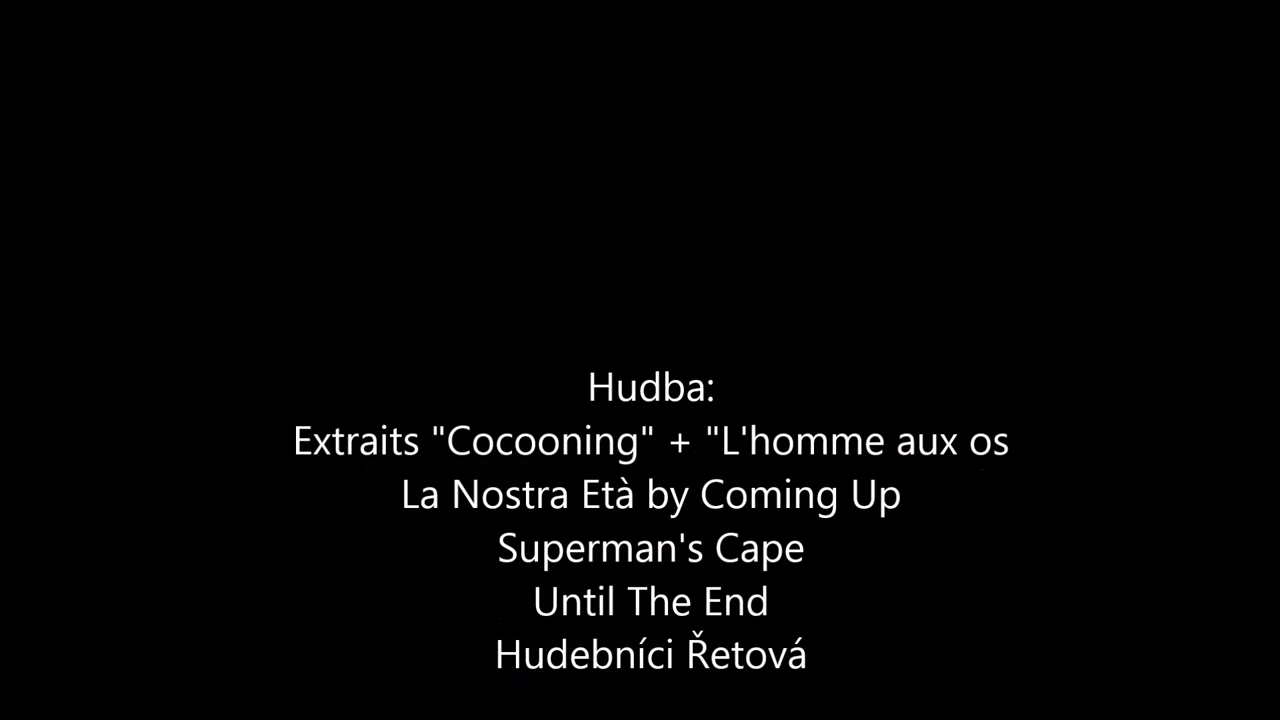 Hudba:
Extraits "Cocooning" + "L'homme aux os
La Nostra Età by Coming Up
Superman's Cape
Until The End
Hudebníci Řetová